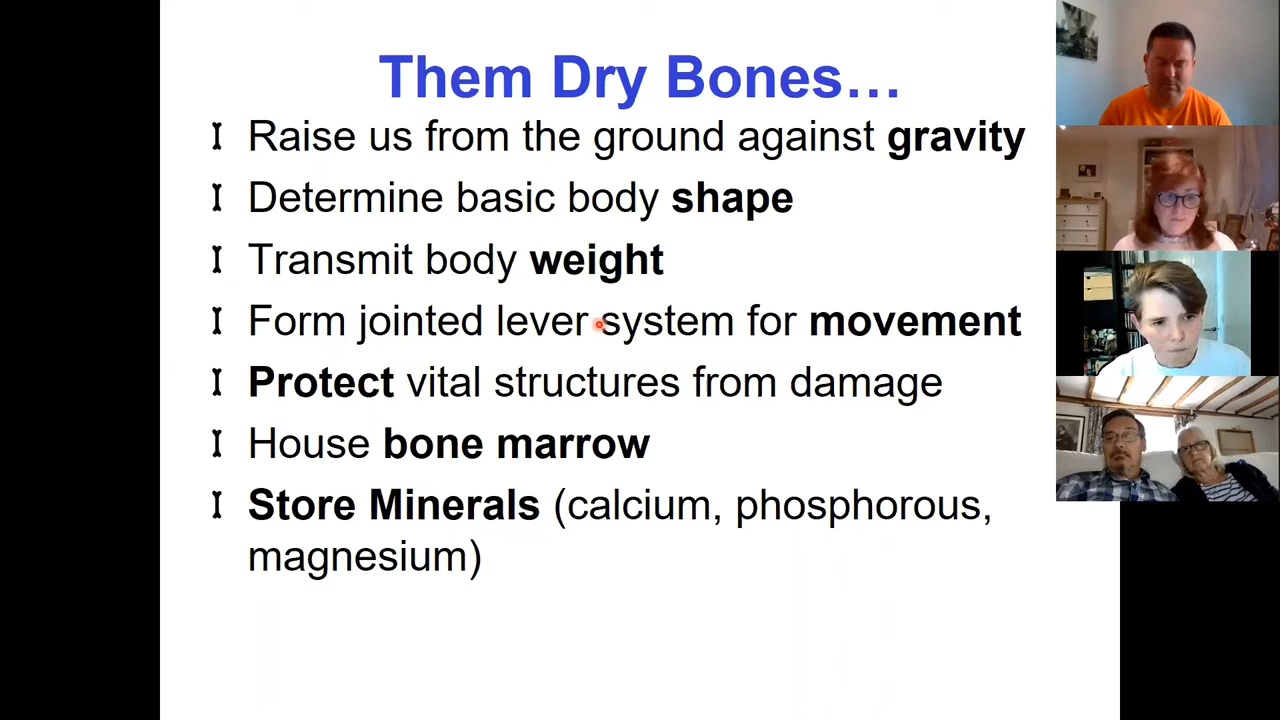 Them Dry Bones…
Raise us from the ground against gravity
Determine basic body shape
Transmit body weight
Form jointed lever system for movement
Protect vital structures from damage
House bone marrow
Store Minerals (calcium, phosphorous,
magnesium)